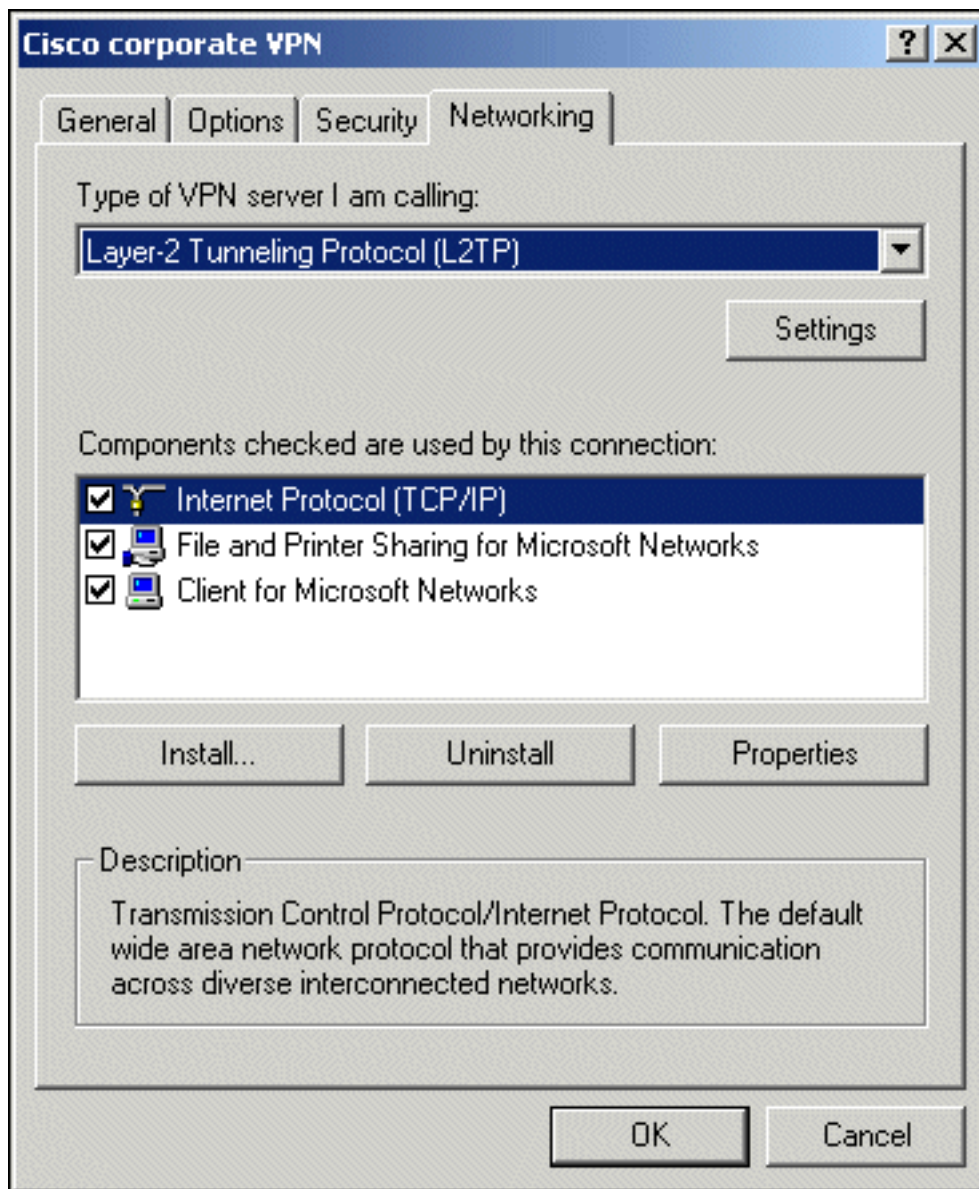 Cisco corporate VPN
General
Options
Security
Networking
Type of VPN server I am calling:
Layer-2 Tunneling Protocol (L2TP)
Settings
Components checked are used by this connection:
Internet Protocol (TCP/IP)
File and Printer Sharing for Microsoft Networks
Client for Microsoft Networks
Install...
Uninstall
Properties
Description
Transmission Control Protocol/Internet Protocol. The default
wide area network protocol that provides communication
across diverse interconnected networks.
OK
Cancel